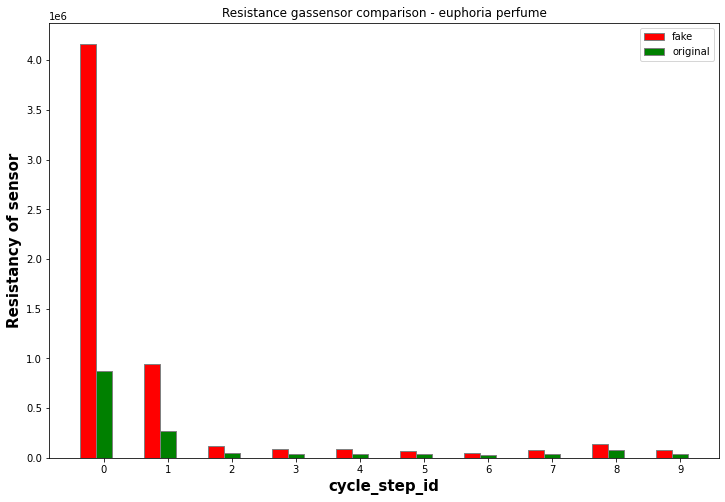 Resistance gassensor comparison - euphoria perfume
1e6
fake
original
4.0
3.5
3.0
2.5
2.0
1.5
1.0
0.5
0.0
Resistancy of sensor
0 1 2 3 4 5 6 7 8 9
cycle_step_id